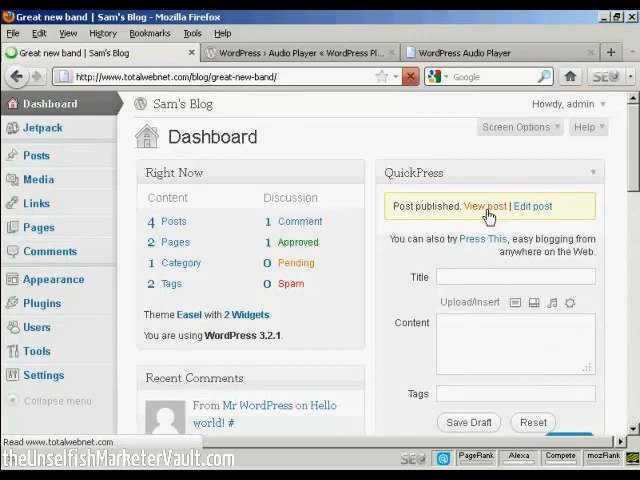 Great new band | Sam's Blog - Mozilla Firefox
File Edit View History Bookmarks Tools Help
Great new band | Sam's Blog WordPress › Audio Player « WordPress Pl... WordPress Audio Player
http://www.totalwebnet.com/blog/great-new-band/ Google
Dashboard Sam's Blog Howdy, admin
Screen Options Help
Jetpack Dashboard
Posts
Media
Links
Pages
Comments
Appearance
Plugins
Users
Tools
Settings
Collapse menu
Right Now
Content Discussion
4 Posts 1 Comment
2 Pages 1 Approved
1 Category 0 Pending
2 Tags 0 Spam
Theme Easel with 2 Widgets
You are using WordPress 3.2.1.
Recent Comments
From Mr WordPress on Hello
world! #
QuickPress
Post published. View post | Edit post
You can also try Press This, easy blogging from
anywhere on the Web.
Title
Upload/Insert
Content
Tags
Save Draft Reset
Read www.totalwebnet.com
theUnselfishMarketerVault.com
PageRank Alexa Compete mozRank